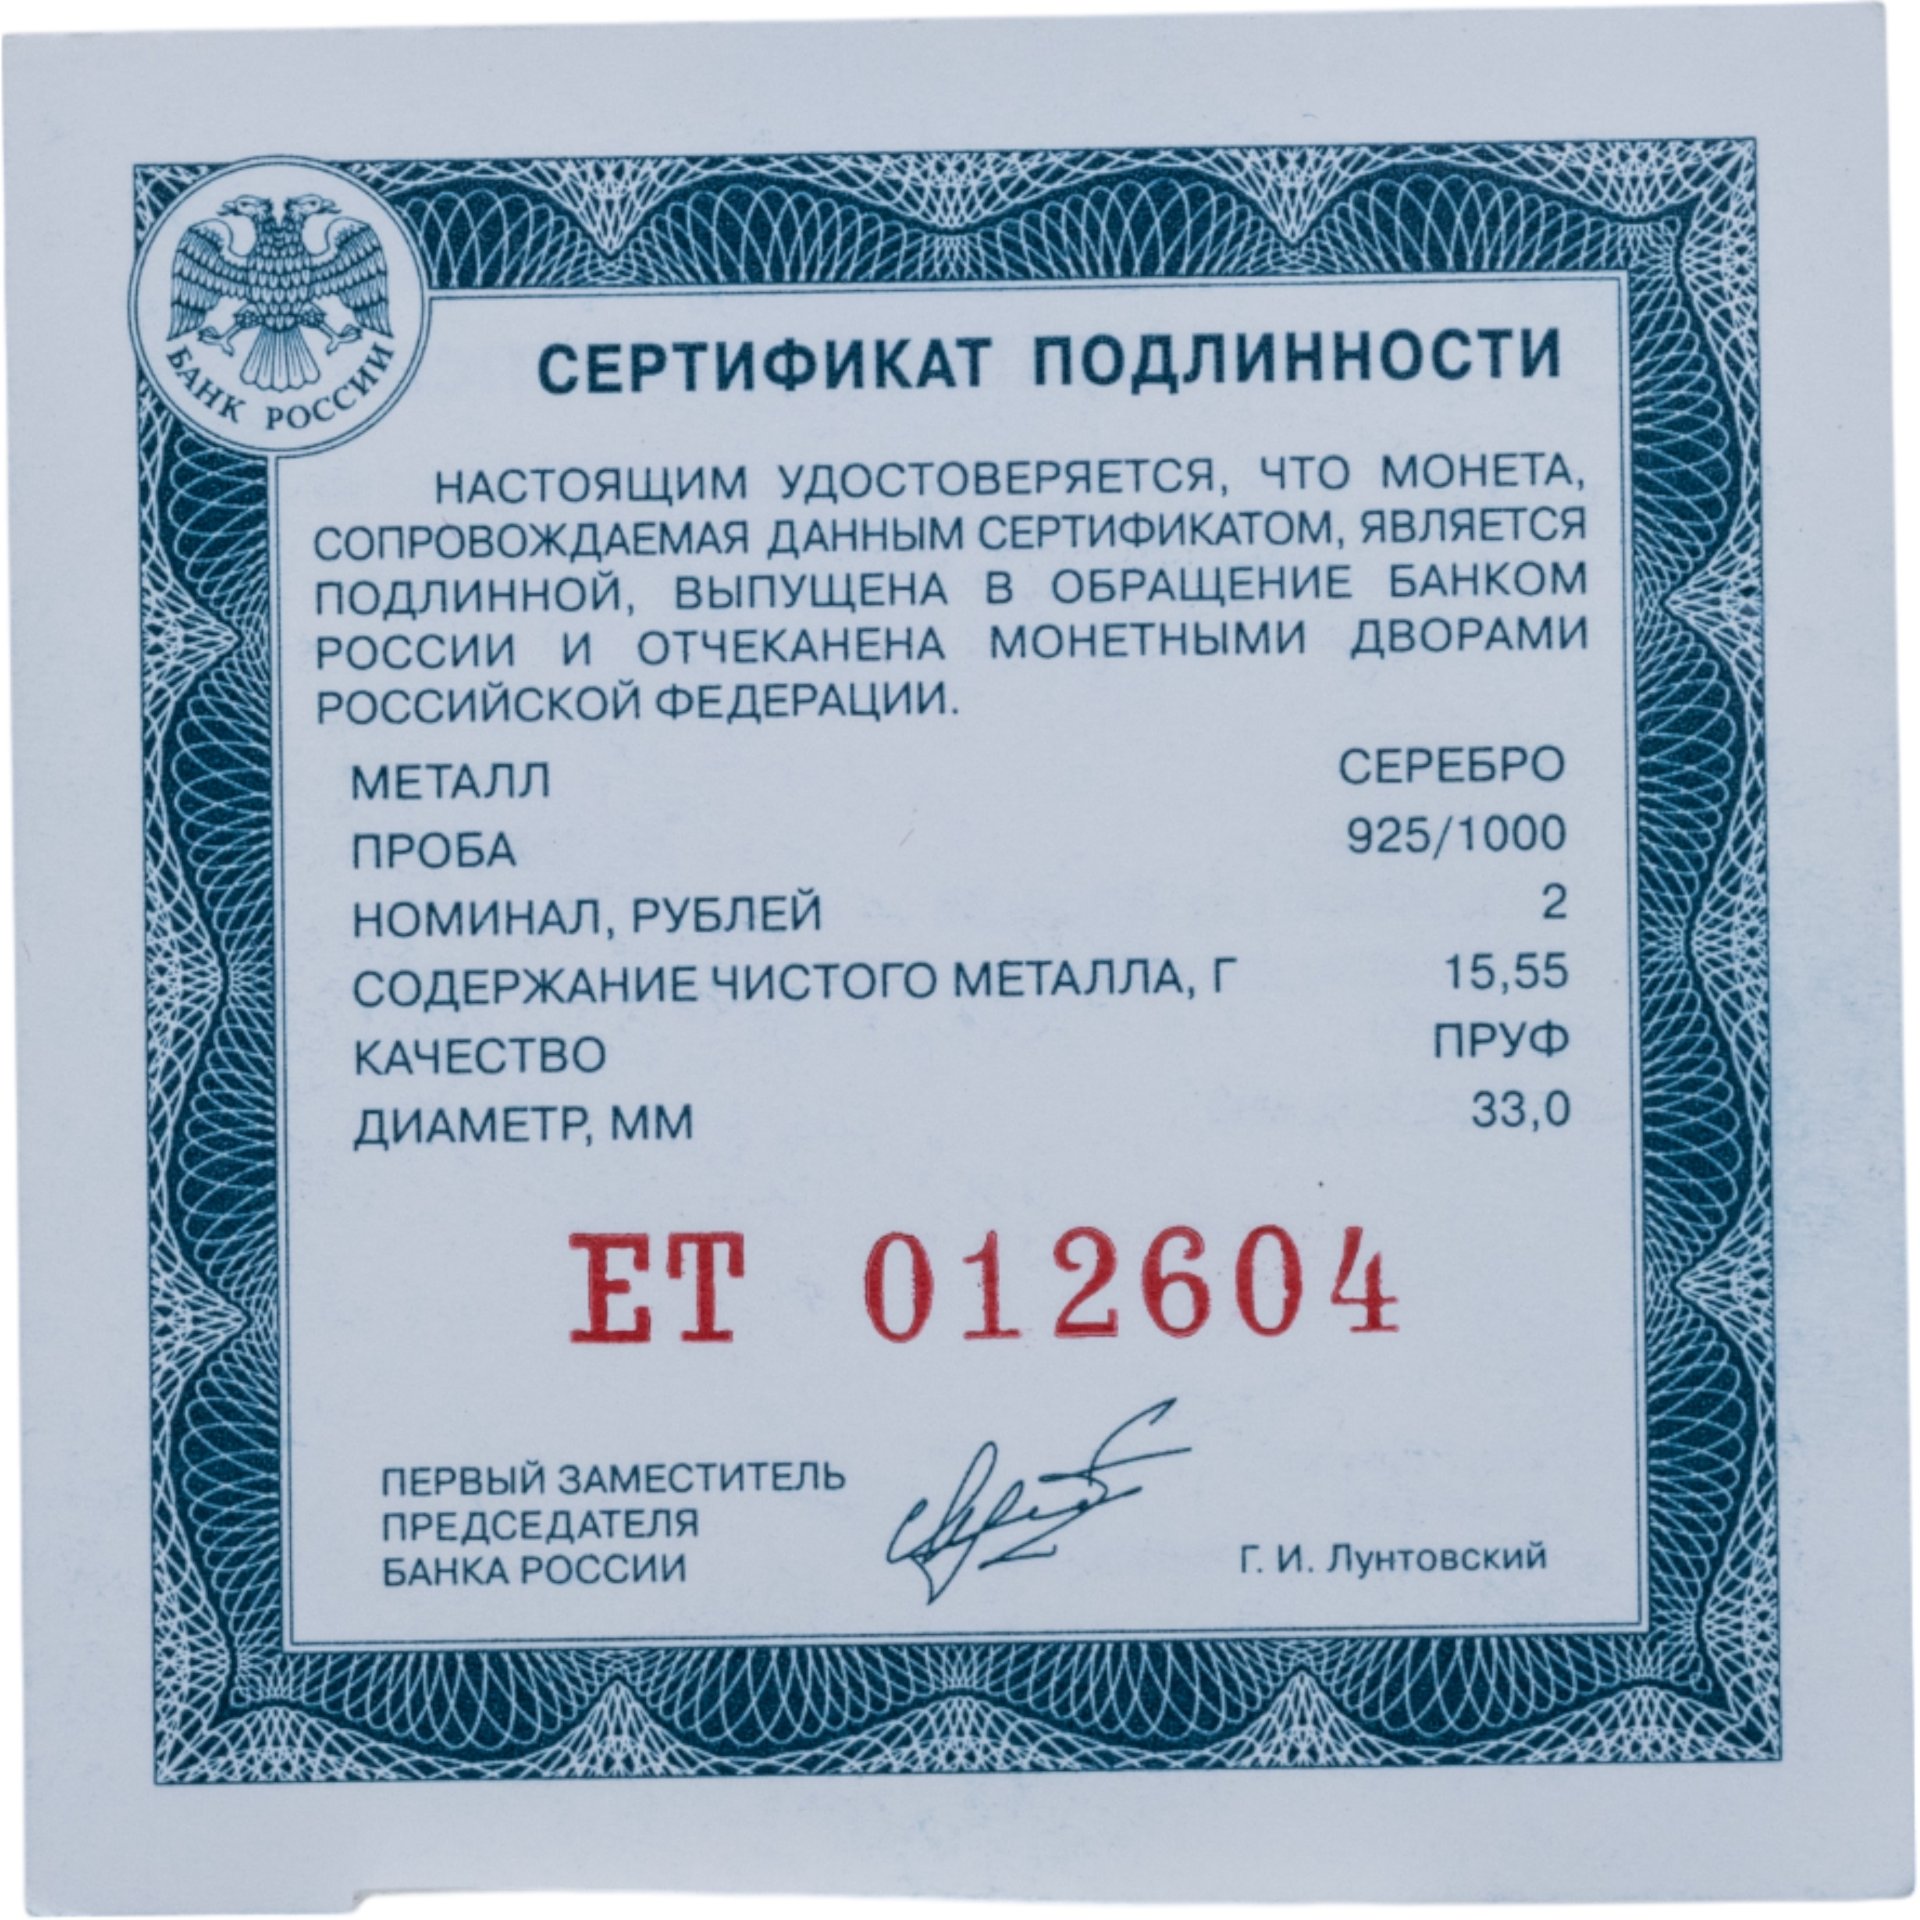 БАНК РОССИИ
СЕРТИФИКАТ ПОДЛИННОСТИ
НАСТОЯЩИМ УДОСТОВЕРЯЕТСЯ, ЧТО МОНЕТА,
СОПРОВОЖДАЕМАЯ ДАННЫМ СЕРТИФИКАТОМ, ЯВЛЯЕТСЯ
ПОДЛИННОЙ, ВЫПУЩЕНА В ОБРАЩЕНИЕ БАНКОМ
РОССИИ И ОТЧЕКАНЕНА МОНЕТНЫМИ ДВОРАМИ
РОССИЙСКОЙ ФЕДЕРАЦИИ.
МЕТАЛЛ СЕРЕБРО
ПРОБА 925/1000
НОМИНАЛ, РУБЛЕЙ 2
СОДЕРЖАНИЕ ЧИСТОГО МЕТАЛЛА, Г 15,55
КАЧЕСТВО ПРУФ
ДИАМЕТР, ММ 33,0
ЕТ 012604
ПЕРВЫЙ ЗАМЕСТИТЕЛЬ
ПРЕДСЕДАТЕЛЯ
БАНКА РОССИИ
Г. И. Лунтовский